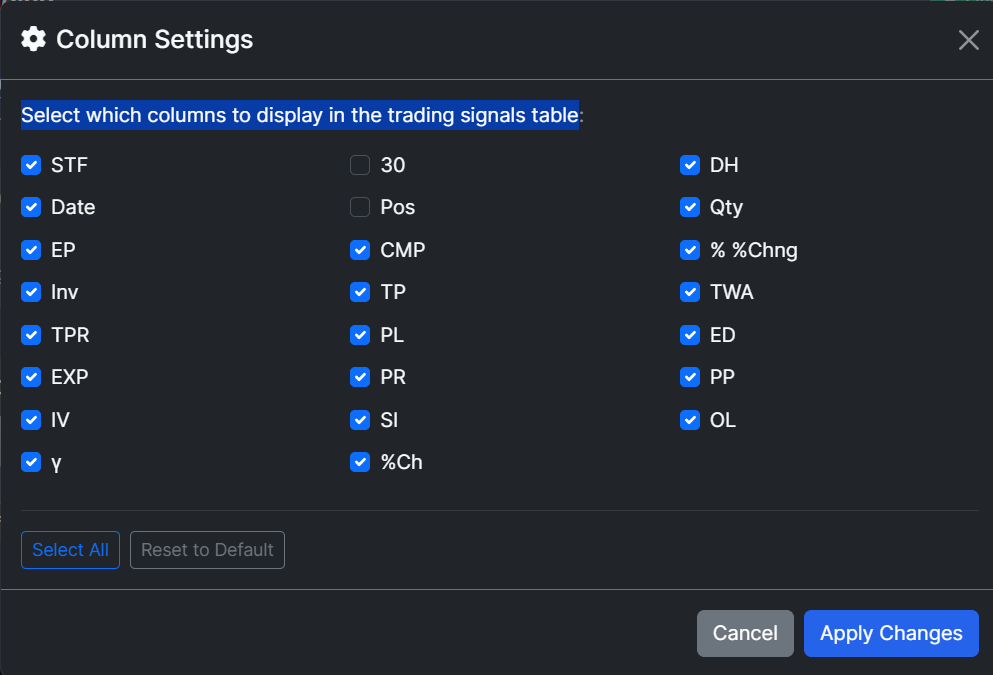 Column Settings
Select which columns to display in the trading signals table:
STF 30 DH
Date Pos Qty
EP CMP % %Chng
Inv TP TWA
TPR PL ED
EXP PR PP
IV SI OL
γ %Ch
Select All Reset to Default
Cancel Apply Changes